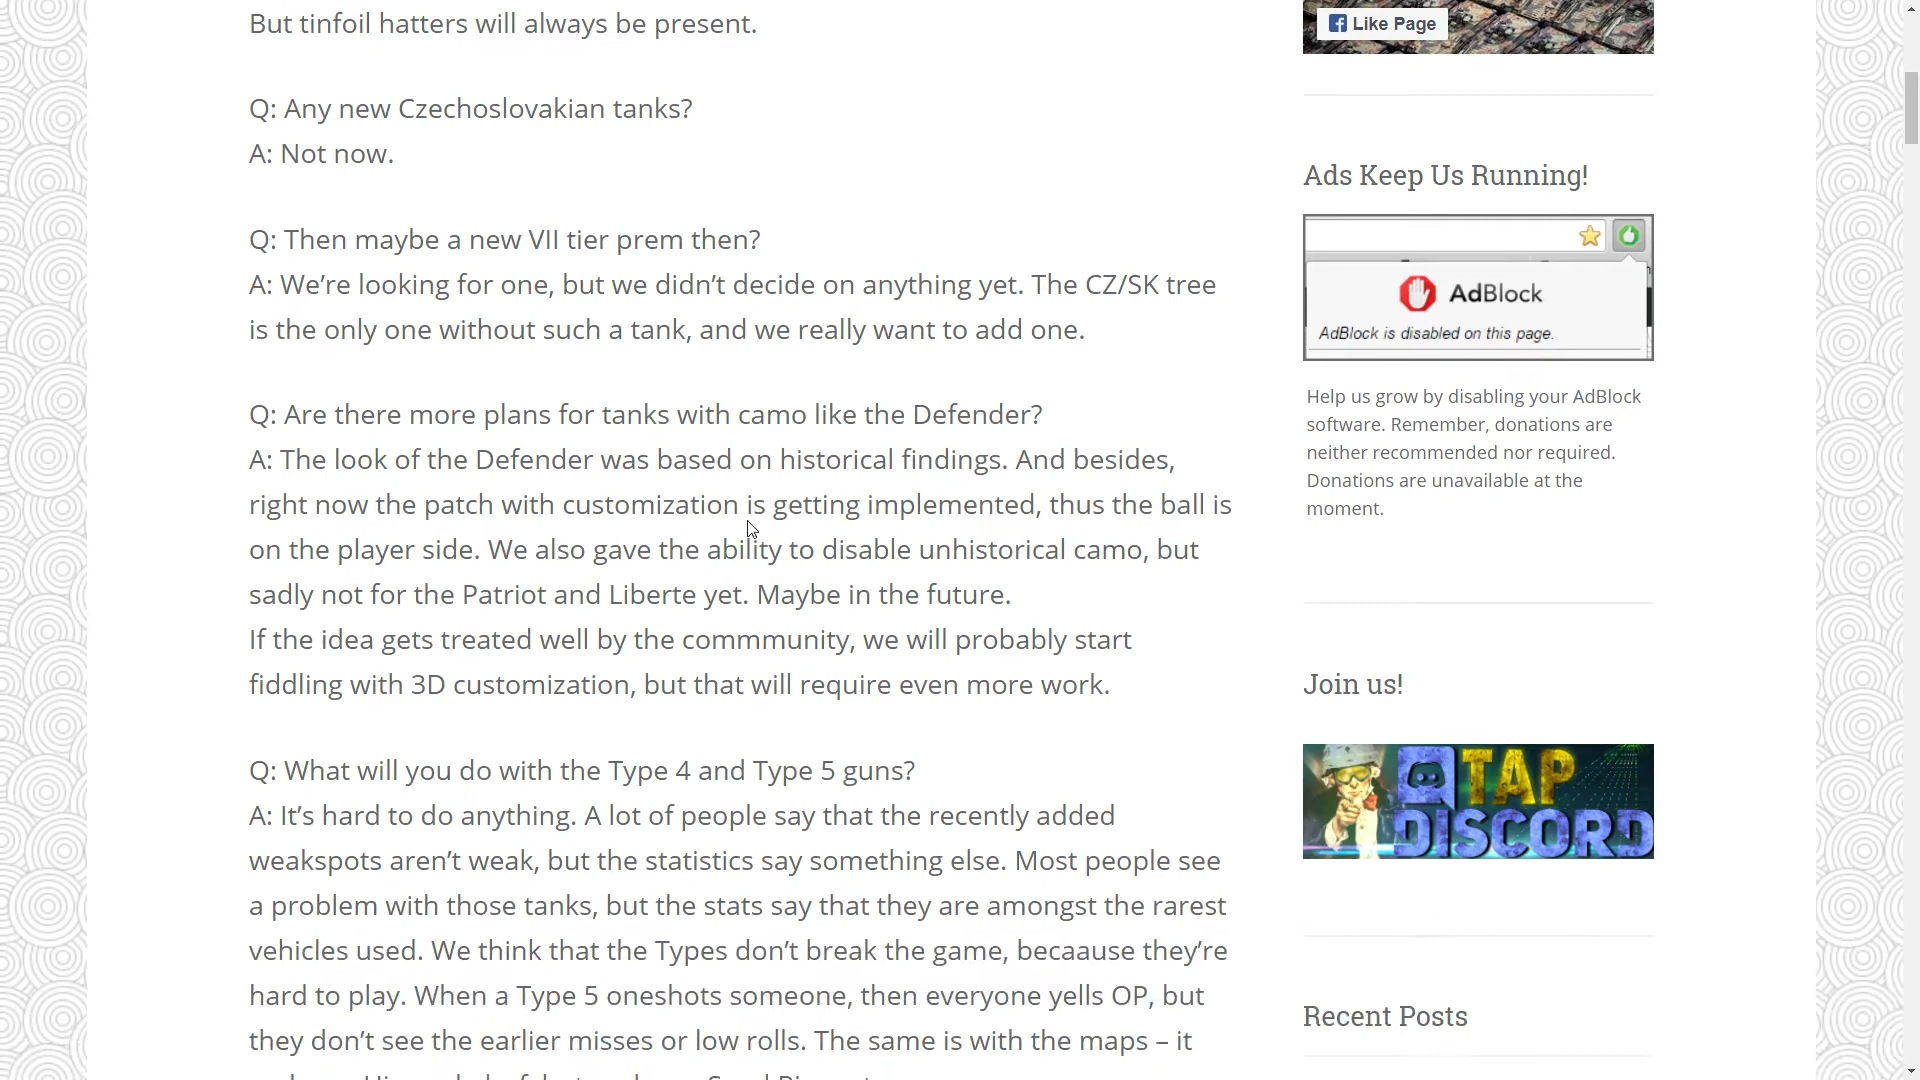 But tinfoil hatters will always be present.
Q: Any new Czechoslovakian tanks?
A: Not now.
Q: Then maybe a new VII tier prem then?
A: We’re looking for one, but we didn’t decide on anything yet. The CZ/SK tree
is the only one without such a tank, and we really want to add one.
Q: Are there more plans for tanks with camo like the Defender?
A: The look of the Defender was based on historical findings. And besides,
right now the patch with customization is getting implemented, thus the ball is
on the player side. We also gave the ability to disable unhistorical camo, but
sadly not for the Patriot and Liberte yet. Maybe in the future.
If the idea gets treated well by the commmunity, we will probably start
fiddling with 3D customization, but that will require even more work.
Q: What will you do with the Type 4 and Type 5 guns?
A: It’s hard to do anything. A lot of people say that the recently added
weakspots aren’t weak, but the statistics say something else. Most people see
a problem with those tanks, but the stats say that they are amongst the rarest
vehicles used. We think that the Types don’t break the game, becaause they’re
hard to play. When a Type 5 oneshots someone, then everyone yells OP, but
they don’t see the earlier misses or low rolls. The same is with the maps – it
Like Page
Ads Keep Us Running!
AdBlock
AdBlock is disabled on this page.
Help us grow by disabling your AdBlock
software. Remember, donations are
neither recommended nor required.
Donations are unavailable at the
moment.
Join us!
TAP
DISCORD
Recent Posts